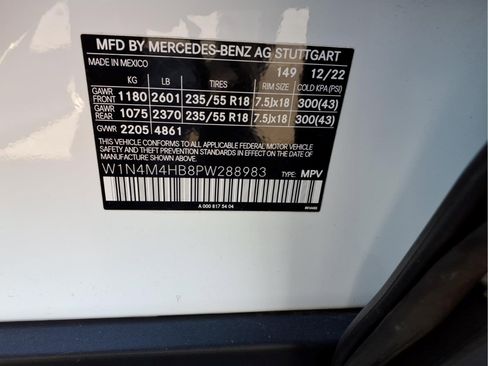 MFD BY MERCEDES-BENZ AG STUTTGART
MADE IN MEXICO 149 12/22
KG LB TIRES RIM SIZE COLD KPA(PSI)
GAWR FRONT 1180 2601 235/55 R18 7.5Jx18 300(43)
GAWR REAR 1075 2370 235/55 R18 7.5Jx18 300(43)
GVWR 2205 4861
THIS VEHICLE CONFORMS TO ALL APPLICABLE FEDERAL MOTOR VEHICLE
SAFETY AND THEFT PREVENTION STANDARDS IN EFFECT ON THE DATE OF
MANUFACTURE SHOWN ABOVE.
W1N4M4HB8PW288983 TYPE: MPV
A 000 817 54 04